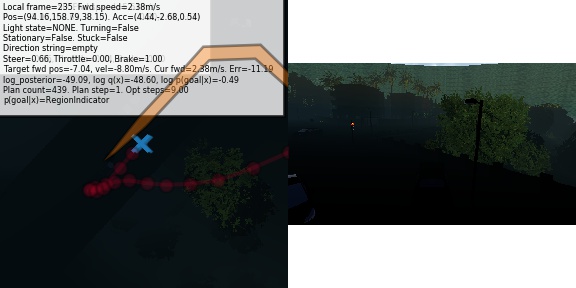 Local frame=235: Fwd speed=2.38m/s
Pos=(94.16,158.79,38.15). Acc=(4.44,-2.68,0.54)
Light state=NONE. Turning=False
Stationary=False. Stuck=False
Direction string=empty
Steer=0.66, Throttle=0.00, Brake=1.00
Target fwd pos=-7.04, vel=-8.80m/s. Cur fwd=2.38m/s. Err=-11.19
log_posterior=-49.09, log q(x)=-48.60, log p(goal|x)=-0.49
Plan count=439. Plan step=1. Opt steps=9.00
p(goal|x)=RegionIndicator